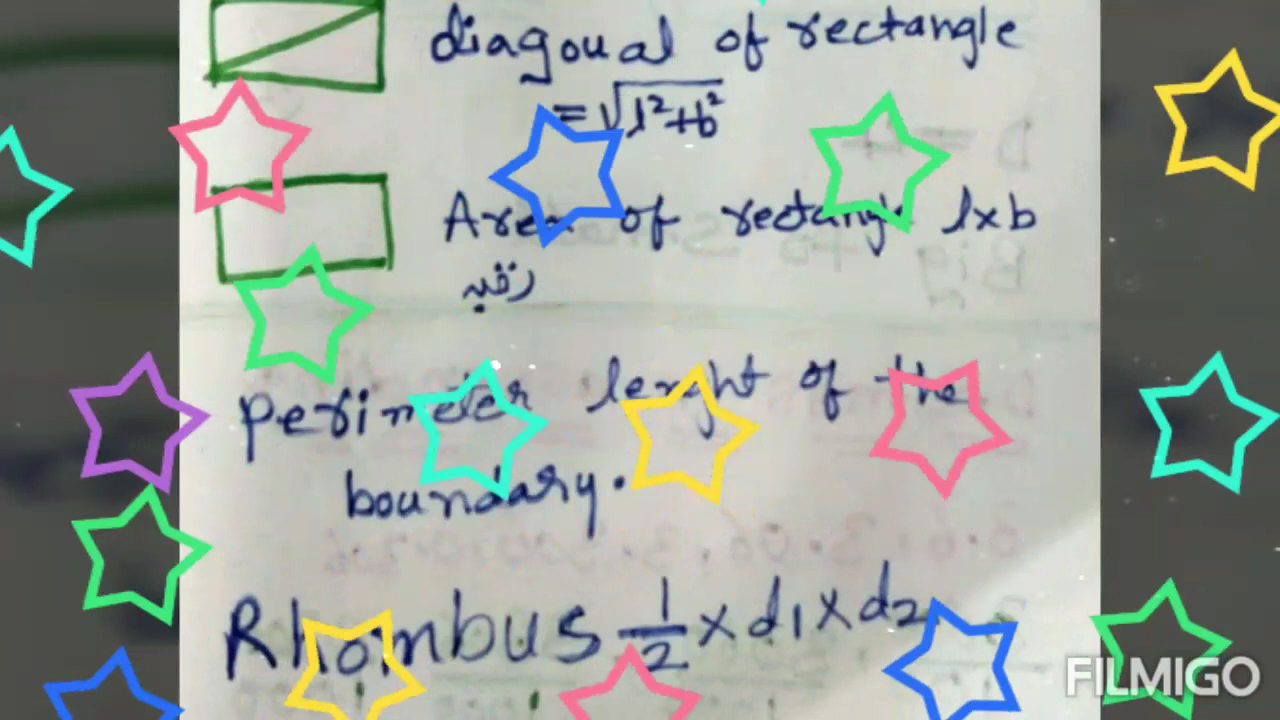 diagoual of rectangle
= √l²+b²
Area of rectangle l×b
رقبہ
perimeter lenght of the
boundary.
Rhombus 1/2 × d1 × d2
FILMIGO